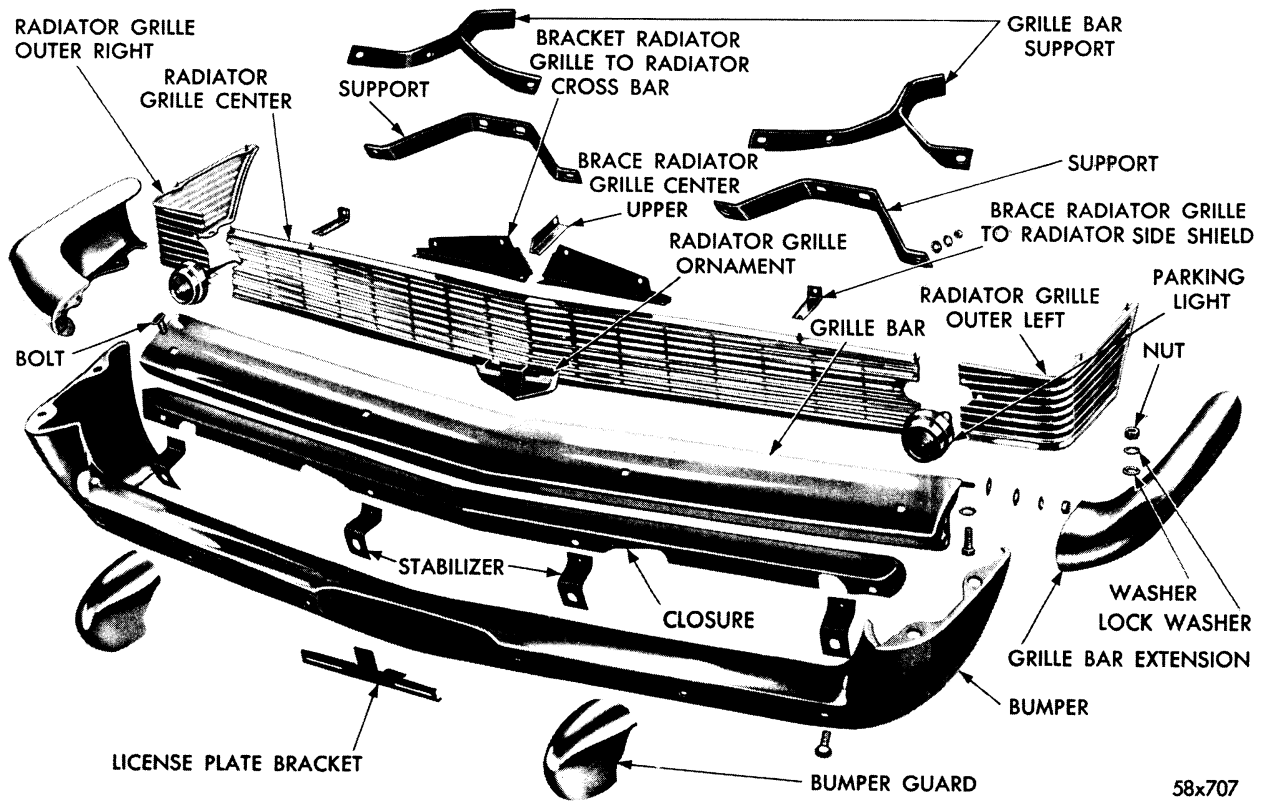 RADIATOR GRILLE
OUTER RIGHT
RADIATOR
GRILLE CENTER
SUPPORT
BRACKET RADIATOR
GRILLE TO RADIATOR
CROSS BAR
GRILLE BAR
SUPPORT
BRACE RADIATOR
GRILLE CENTER
UPPER
SUPPORT
BRACE RADIATOR GRILLE
TO RADIATOR SIDE SHIELD
RADIATOR GRILLE
ORNAMENT
PARKING
LIGHT
RADIATOR GRILLE
OUTER LEFT
GRILLE BAR
NUT
BOLT
STABILIZER
CLOSURE
WASHER
LOCK WASHER
GRILLE BAR EXTENSION
BUMPER
LICENSE PLATE BRACKET
BUMPER GUARD
58x707